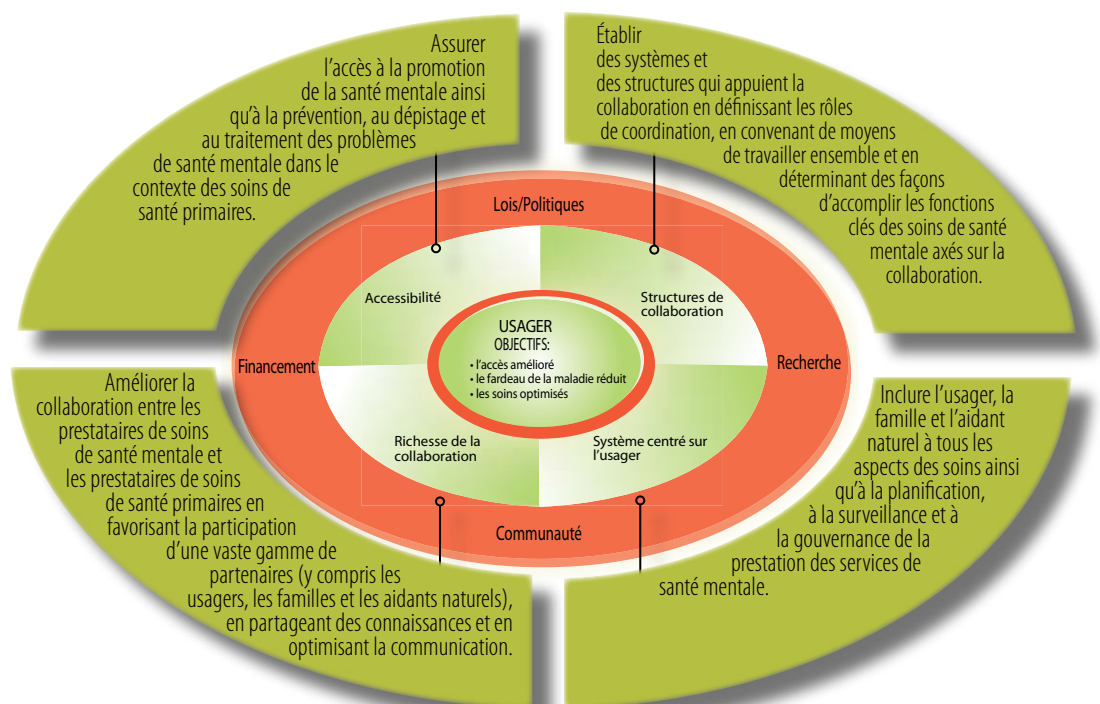 Assurer
l'accès à la promotion
de la santé mentale ainsi
qu'à la prévention, au dépistage et
au traitement des problèmes
de santé mentale dans le
contexte des soins de
santé primaires.
Établir
des systèmes et
des structures qui appuient la
collaboration en définissant les rôles
de coordination, en convenant de moyens
de travailler ensemble et en
déterminant des façons
d'accomplir les fonctions
clés des soins de santé
mentale axés sur la
collaboration.
Lois/Politiques
Accessibilité
Structures de
collaboration
USAGER
OBJECTIFS:
• l'accès amélioré
• le fardeau de la maladie réduit
• les soins optimisés
Financement
Recherche
Richesse de la
collaboration
Système centré sur
l'usager
Communauté
Améliorer la
collaboration entre les
prestataires de soins
de santé mentale et
les prestataires de soins
de santé primaires en
favorisant la participation
d'une vaste gamme de
partenaires (y compris les
usagers, les familles et les aidants naturels),
en partageant des connaissances et en
optimisant la communication.
Inclure l'usager, la
famille et l'aidant
naturel à tous les
aspects des soins ainsi
qu'à la planification,
à la surveillance et à
la gouvernance de la
prestation des services de
santé mentale.